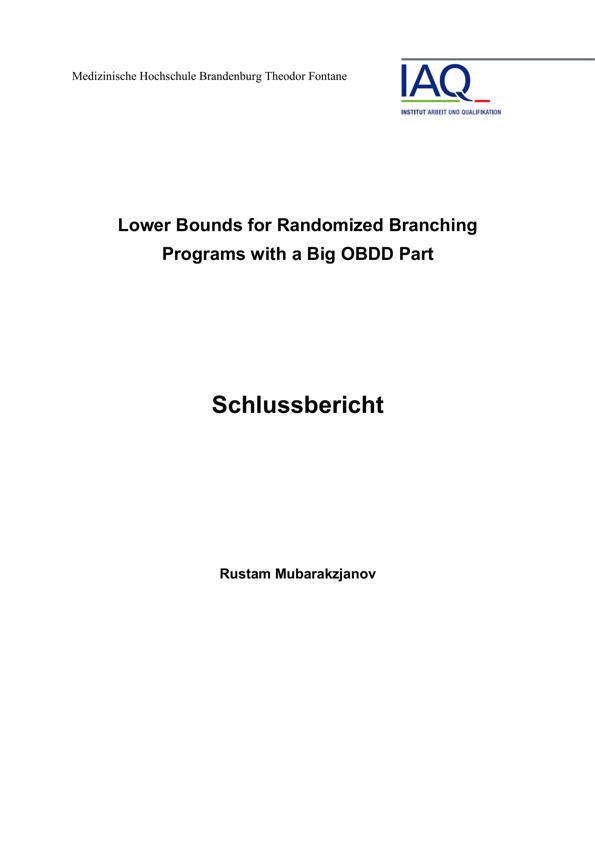 Medizinische Hochschule Brandenburg Theodor Fontane
IAQ
INSTITUT ARBEIT UND QUALIFIKATION
Lower Bounds for Randomized Branching
Programs with a Big OBDD Part
Schlussbericht
Rustam Mubarakzjanov